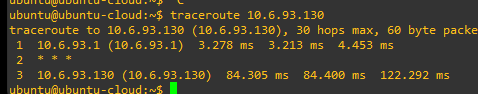 ubuntu@ubuntu-cloud:~$ traceroute 10.6.93.130
traceroute to 10.6.93.130 (10.6.93.130), 30 hops max, 60 byte packe
1 10.6.93.1 (10.6.93.1) 3.278 ms 3.213 ms 4.453 ms
2 * * *
3 10.6.93.130 (10.6.93.130) 84.305 ms 84.400 ms 122.292 ms
ubuntu@ubuntu-cloud:~$